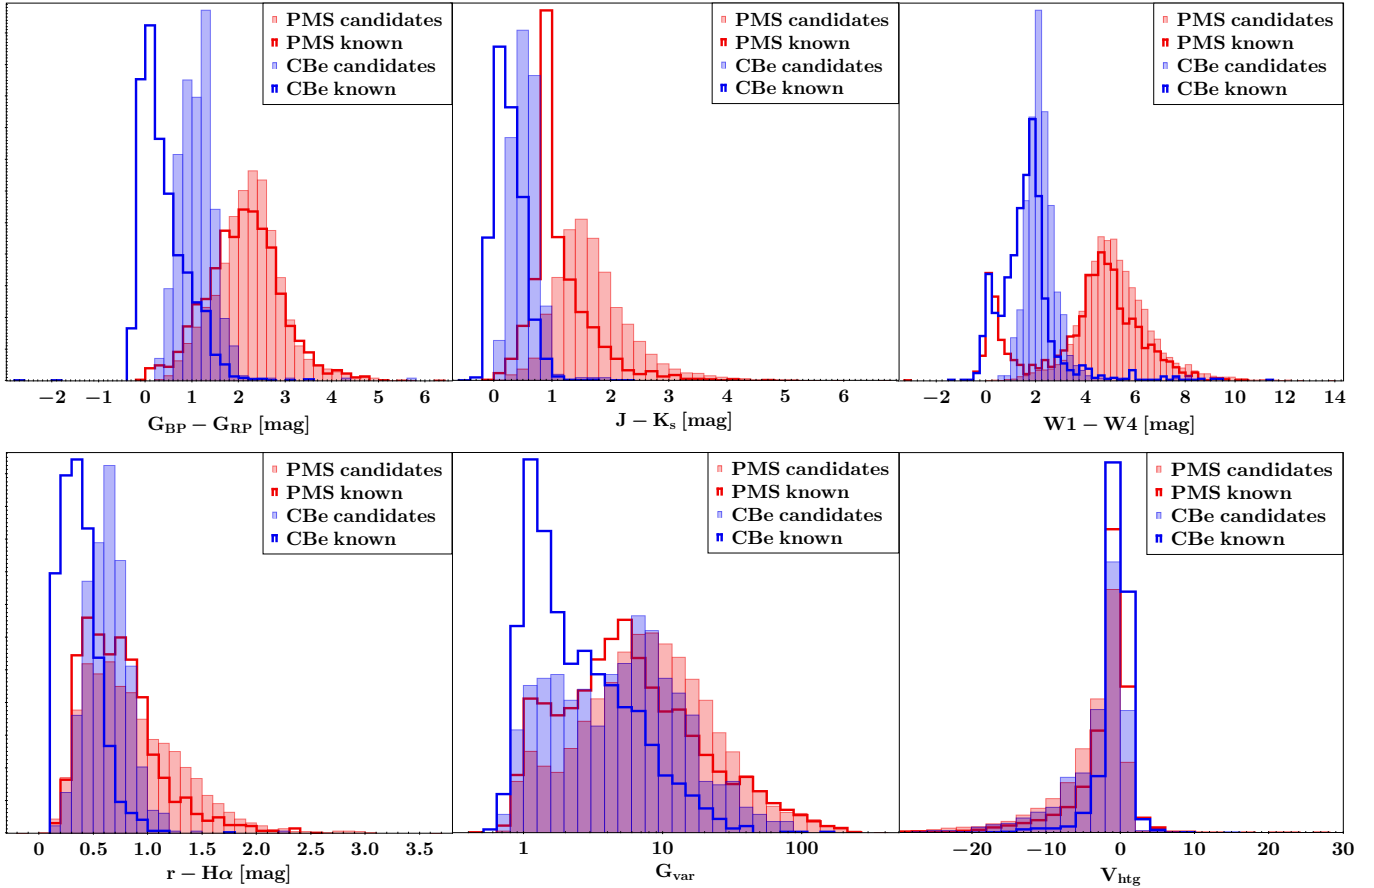 PMS candidates
PMS known
CBe candidates
CBe known
−2 −1 0 1 2 3 4 5 6
G_BP − G_RP [mag]
PMS candidates
PMS known
CBe candidates
CBe known
0 1 2 3 4 5 6
J − K_s [mag]
PMS candidates
PMS known
CBe candidates
CBe known
−2 0 2 4 6 8 10 12 14
W1 − W4 [mag]
PMS candidates
PMS known
CBe candidates
CBe known
0 0.5 1.0 1.5 2.0 2.5 3.0 3.5
r − Hα [mag]
PMS candidates
PMS known
CBe candidates
CBe known
1 10 100
G_var
PMS candidates
PMS known
CBe candidates
CBe known
−20 −10 0 10 20 30
V_htg